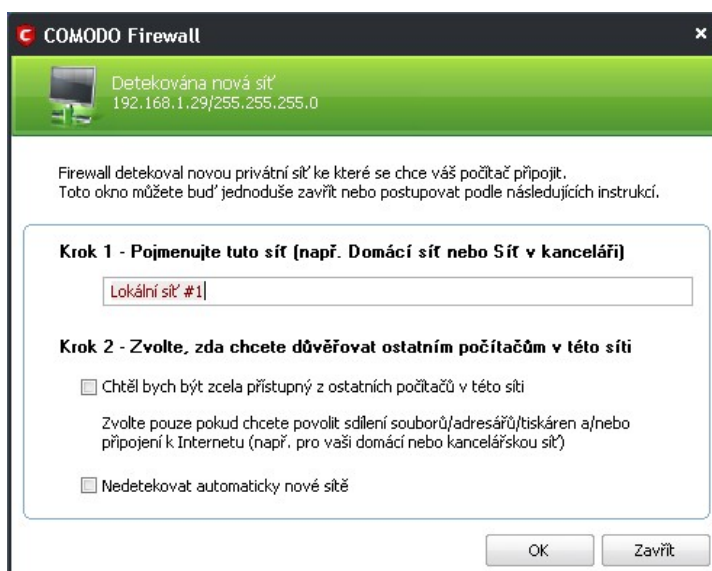 COMODO Firewall
Detekována nová síť
192.168.1.29/255.255.255.0
Firewall detekoval novou privátní síť ke které se chce váš počítač připojit.
Toto okno můžete buď jednoduše zavřít nebo postupovat podle následujících instrukcí.
Krok 1 - Pojmenujte tuto síť (např. Domácí síť nebo Síť v kanceláři)
Lokální síť #1
Krok 2 - Zvolte, zda chcete důvěřovat ostatním počítačům v této síti
Chtěl bych být zcela přístupný z ostatních počítačů v této síti
Zvolte pouze pokud chcete povolit sdílení souborů/adresářů/tiskáren a/nebo
připojení k Internetu (např. pro vaši domácí nebo kancelářskou síť)
Nedetekovat automaticky nové sítě
OK
Zavřít